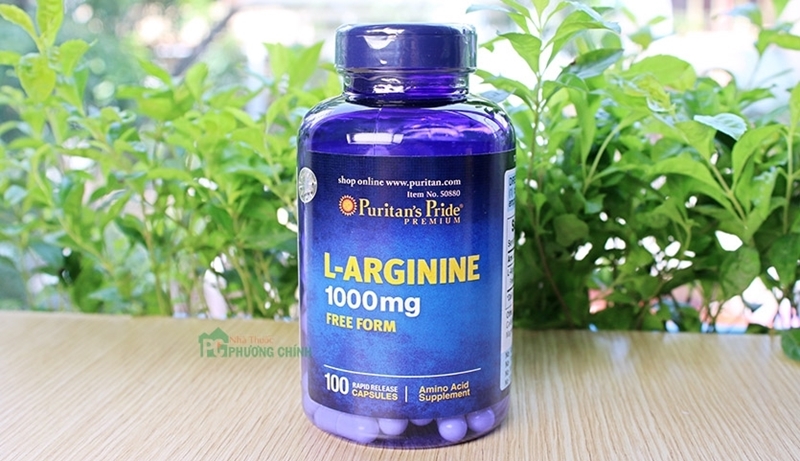 shop online www.puritan.com
Item No. 50880
Puritan's Pride®
PREMIUM
L-ARGININE
1000mg
FREE FORM
100 RAPID RELEASE CAPSULES
Amino Acid
Supplement
Nhà Thuốc
PG PHƯƠNG CHÍNH